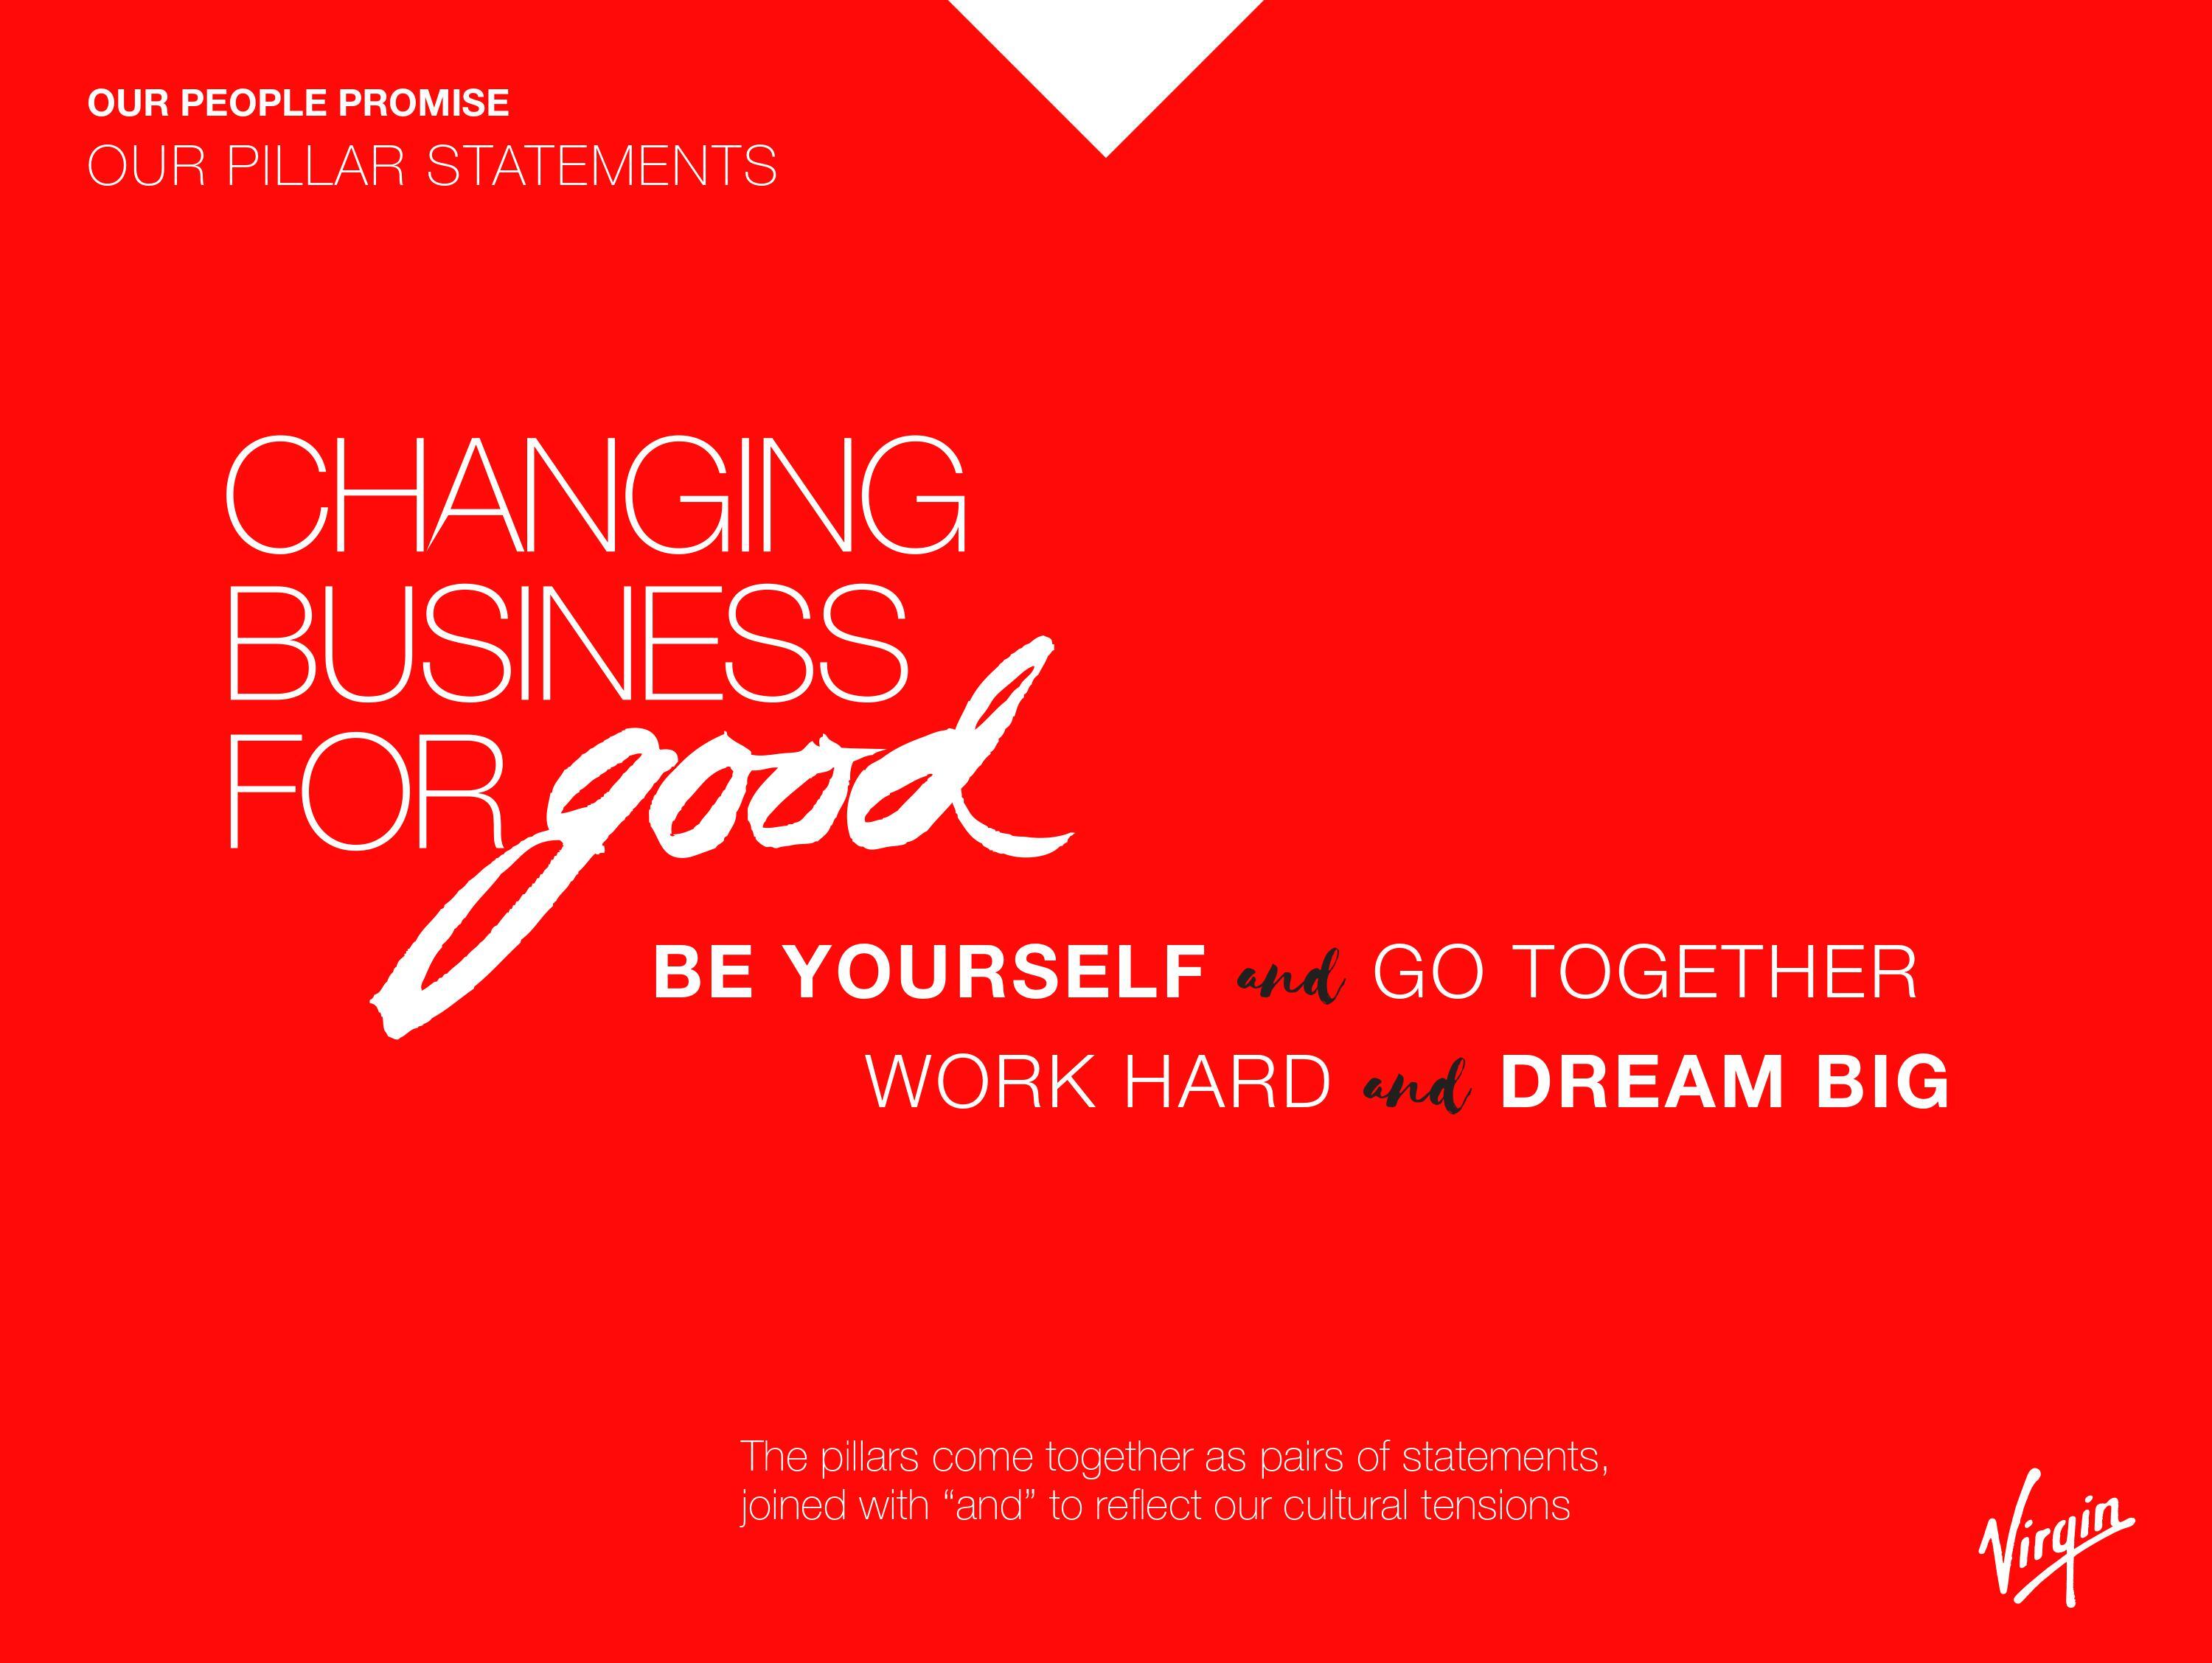 OUR PEOPLE PROMISE
OUR PILLAR STATEMENTS
CHANGING
BUSINESS
FOR good
BE YOURSELF and GO TOGETHER
WORK HARD and DREAM BIG
The pillars come together as pairs of statements,
joined with “and” to reflect our cultural tensions
Virgin